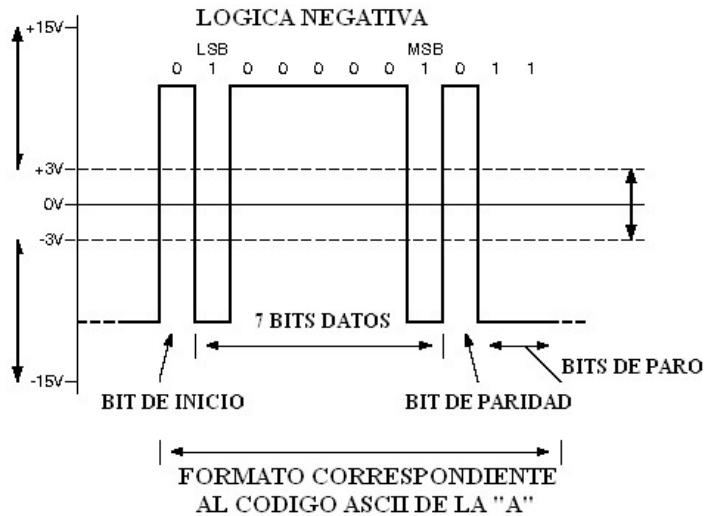 LOGICA NEGATIVA
+15V
LSB MSB
0 1 0 0 0 0 0 1 0 1 1
+3V
0V
-3V
7 BITS DATOS
BITS DE PARO
-15V
BIT DE INICIO BIT DE PARIDAD
FORMATO CORRESPONDIENTE
AL CODIGO ASCII DE LA "A"